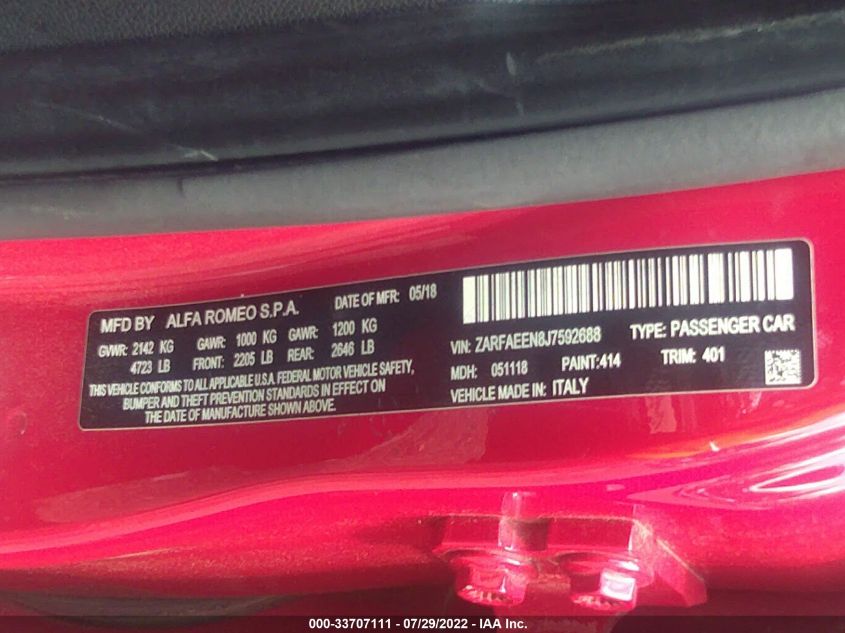 MFD BY ALFA ROMEO S.P.A. DATE OF MFR: 05/18
GVWR: 2142 KG GAWR: 1000 KG GAWR: 1200 KG
4723 LB FRONT: 2205 LB REAR: 2646 LB
THIS VEHICLE CONFORMS TO ALL APPLICABLE U.S.A. FEDERAL MOTOR VEHICLE SAFETY,
BUMPER AND THEFT PREVENTION STANDARDS IN EFFECT ON
THE DATE OF MANUFACTURE SHOWN ABOVE.
VIN: ZARFAEEN8J7592688 TYPE: PASSENGER CAR
MDH: 051118 PAINT: 414 TRIM: 401
VEHICLE MADE IN: ITALY
000-33707111 - 07/29/2022 - IAA Inc.